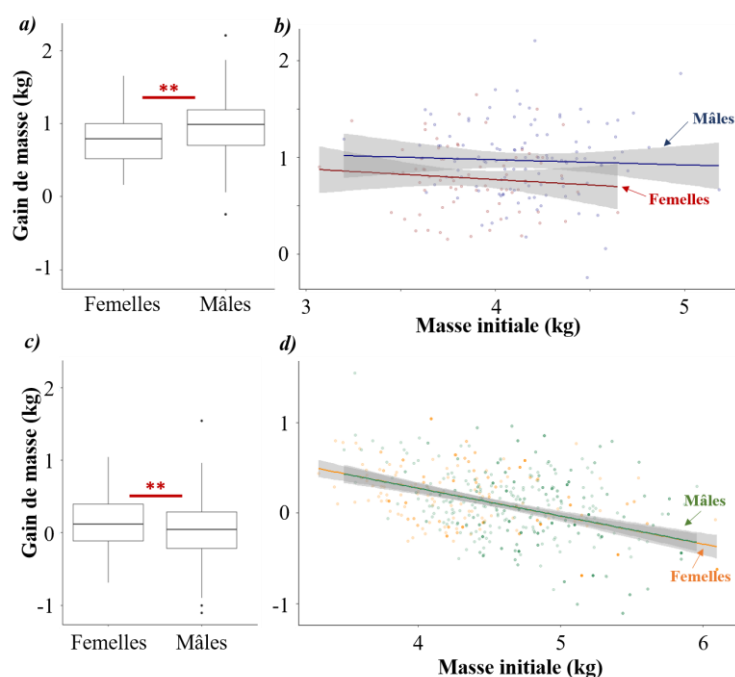 a)
Gain de masse (kg)
2
1
0
-1
**
Femelles Mâles
b)
2
1
0
Mâles
Femelles
3 4 5
Masse initiale (kg)
c)
Gain de masse (kg)
2
1
0
-1
**
Femelles Mâles
d)
1
0
-1
Mâles
Femelles
4 5 6
Masse initiale (kg)